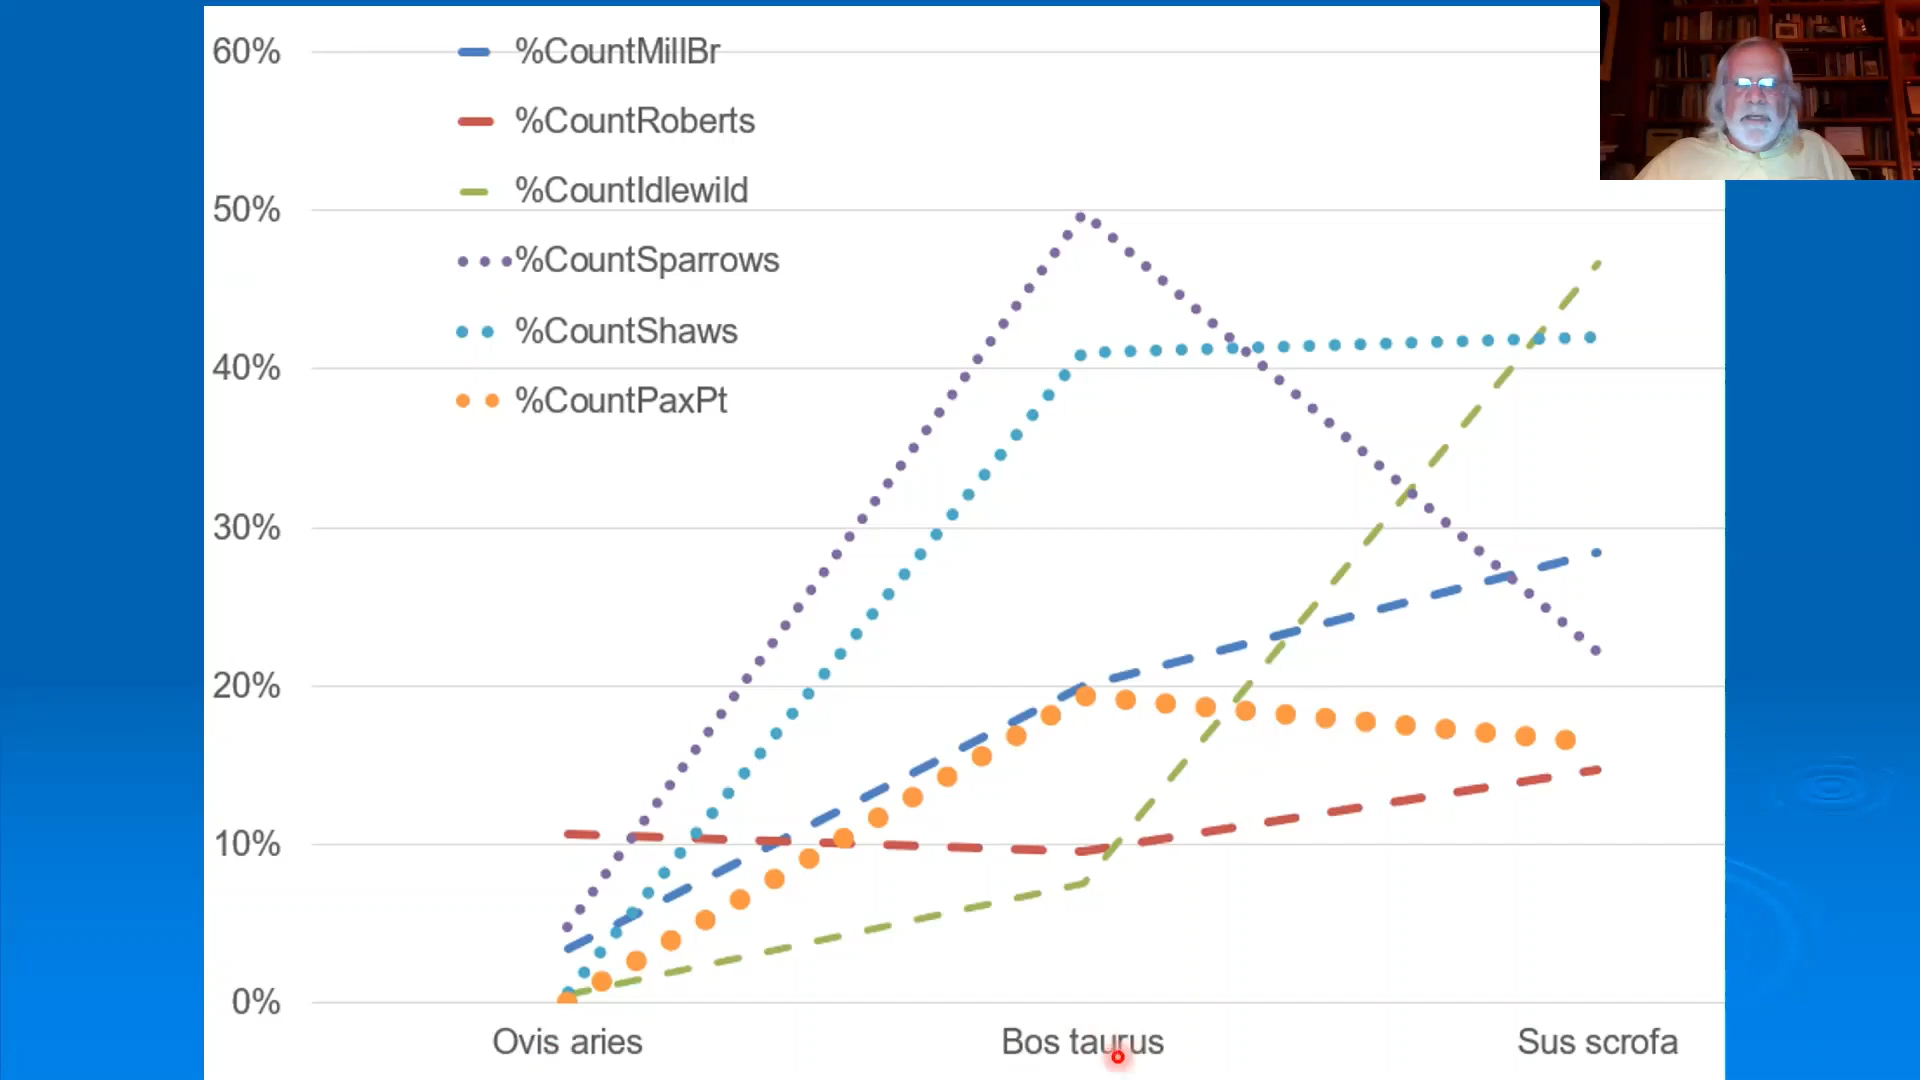 60%
%CountMillBr
%CountRoberts
%CountIdlewild
50%
%CountSparrows
%CountShaws
40%
%CountPaxPt
30%
20%
10%
0%
Ovis aries
Bos taurus
Sus scrofa